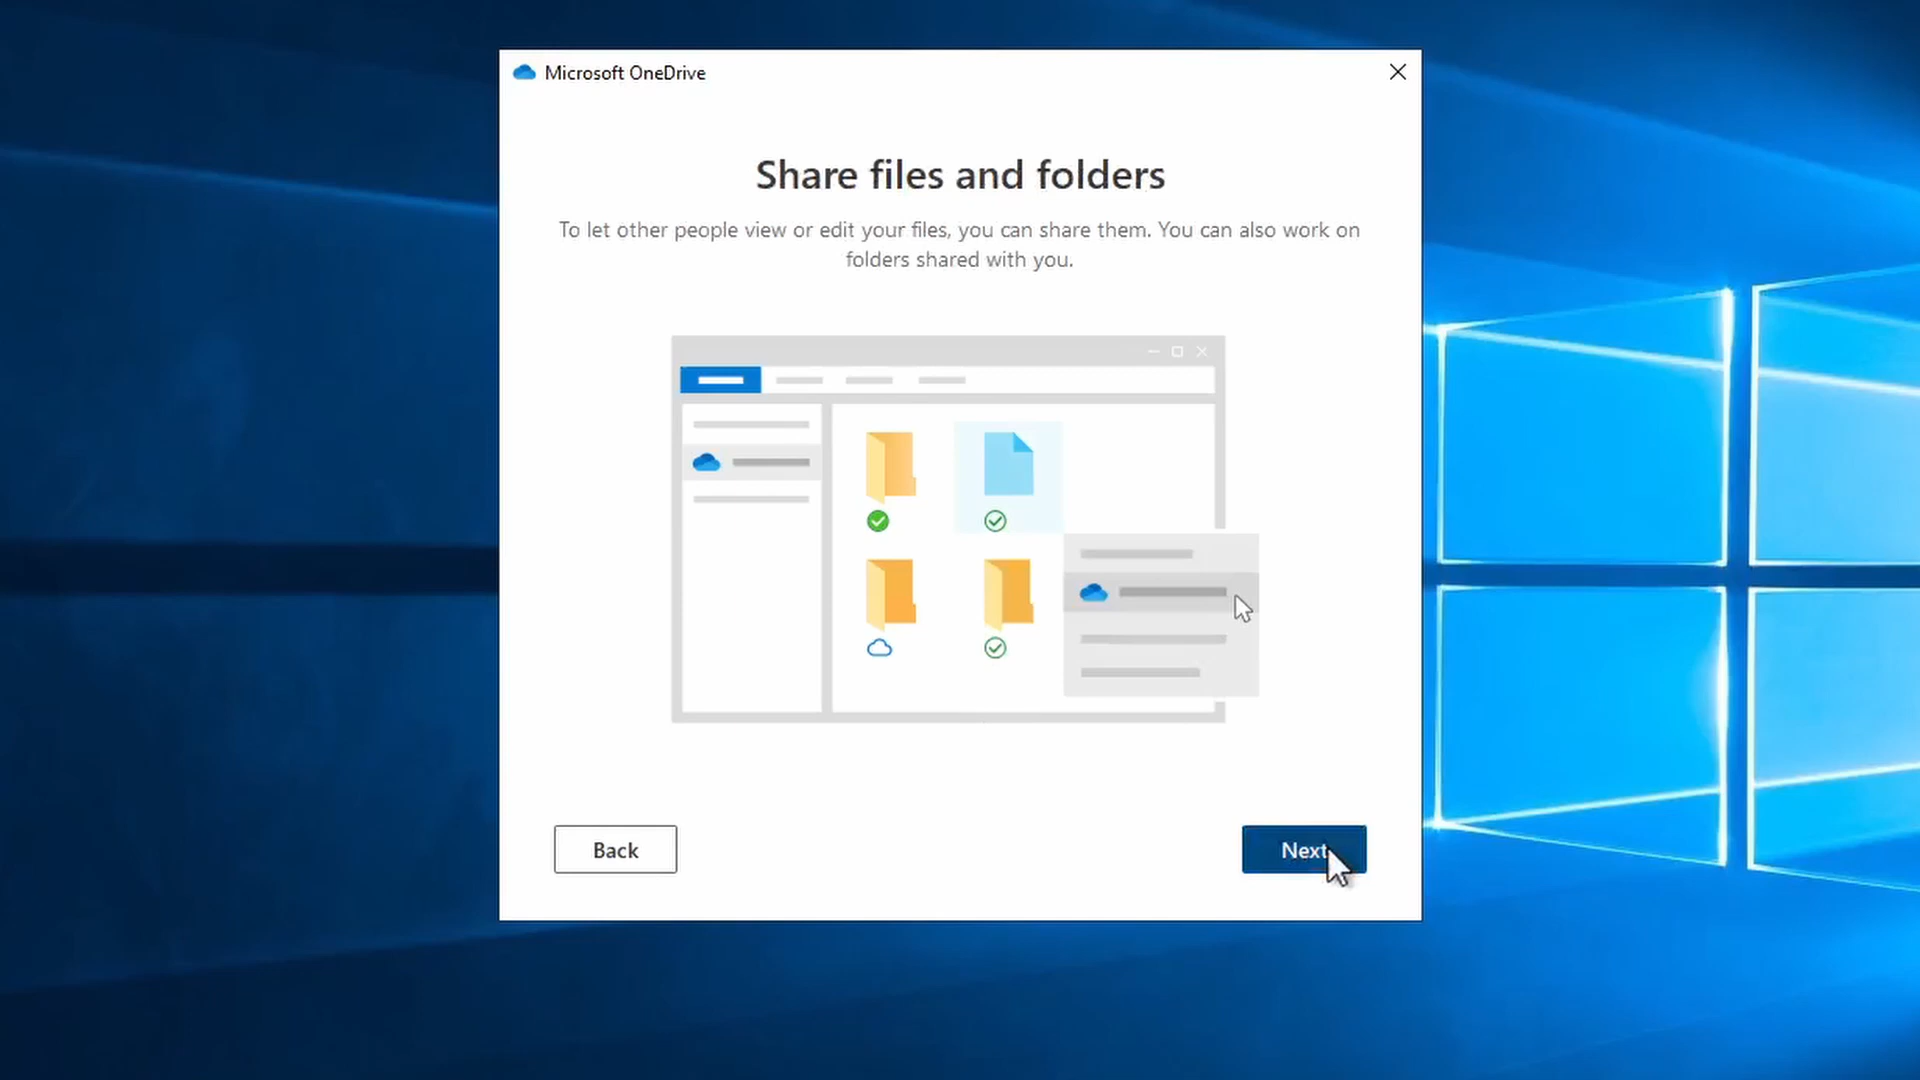 Microsoft OneDrive
Share files and folders
To let other people view or edit your files, you can share them. You can also work on
folders shared with you.
Back
Next